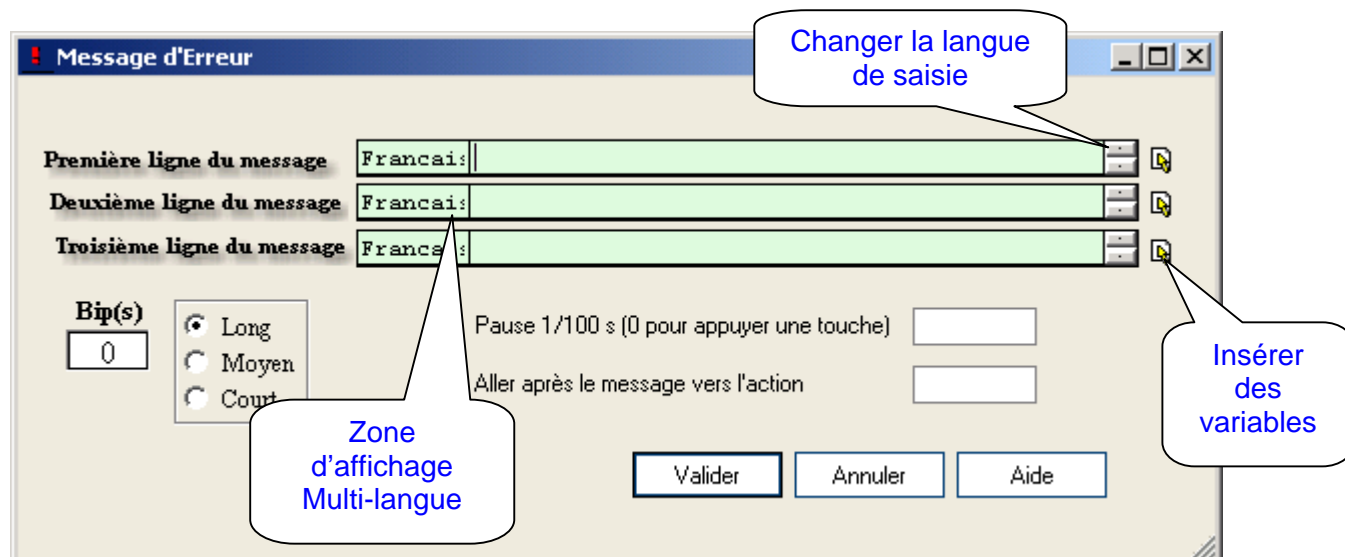 Message d'Erreur
Changer la langue
de saisie
Première ligne du message
Francais
Deuxième ligne du message
Francais
Troisième ligne du message
Francais
Bip(s)
0
Long
Moyen
Court
Pause 1/100 s (0 pour appuyer une touche)
Aller après le message vers l'action
Insérer
des
variables
Zone
d’affichage
Multi-langue
Valider
Annuler
Aide